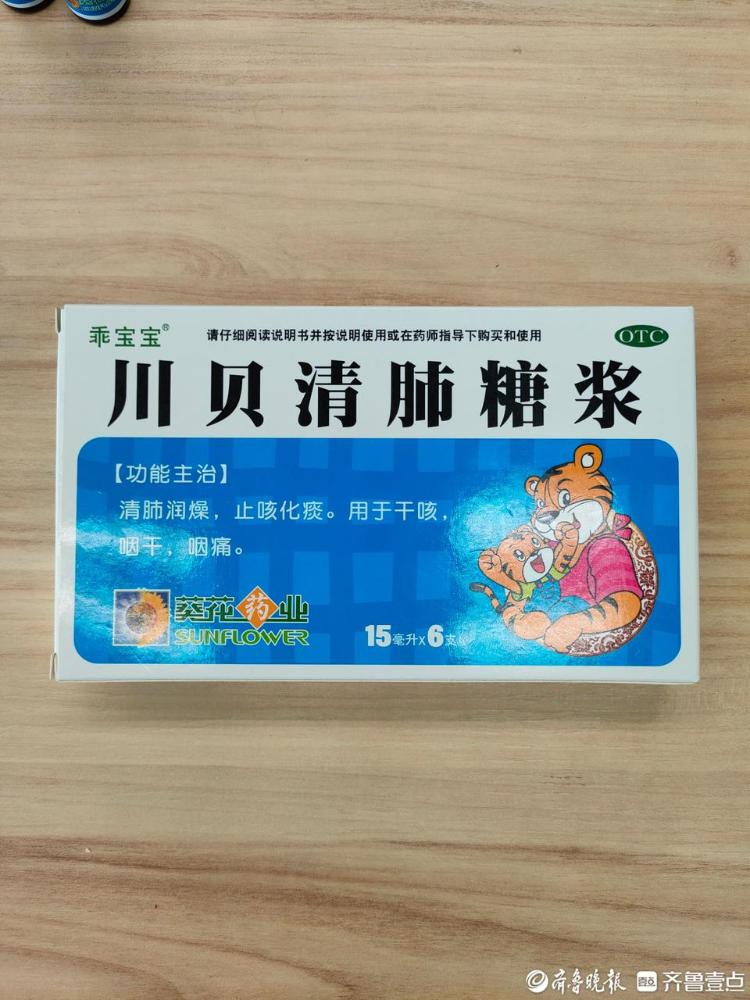 乖宝宝®
请仔细阅读说明书并按说明使用或在药师指导下购买和使用
OTC
川贝清肺糖浆
【功能主治】
清肺润燥，止咳化痰。用于干咳，
咽干，咽痛。
葵花药业
SUNFLOWER
15毫升x6支
齐鲁晚报 齐鲁壹点